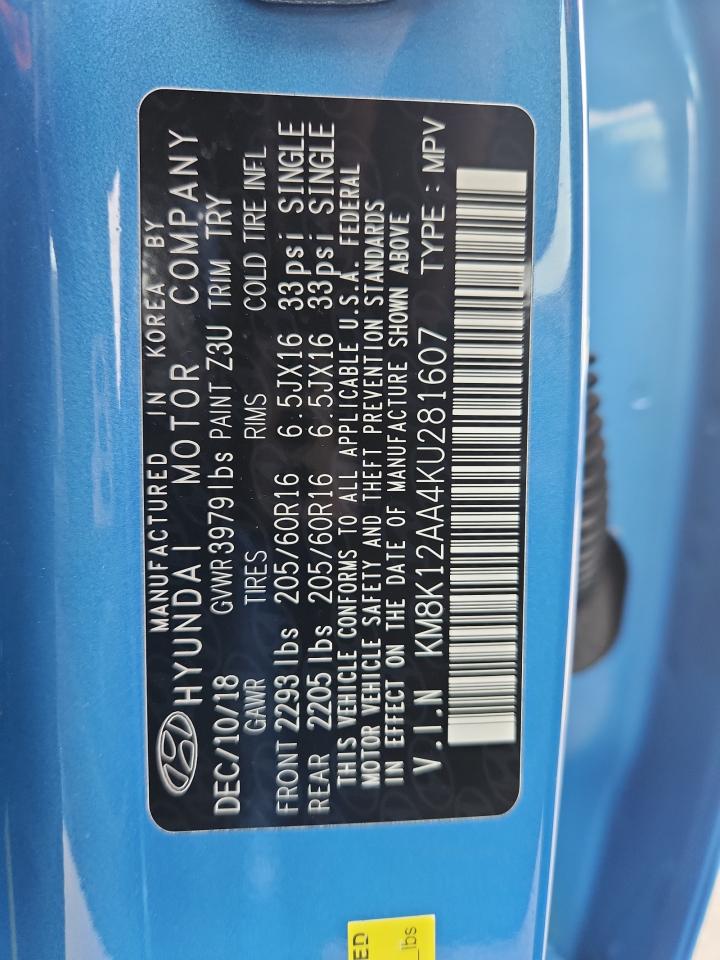 MANUFACTURED IN KOREA BY
HYUNDAI MOTOR COMPANY
DEC/10/18 GVWR 3979 lbs PAINT Z3U TRIM TRY
GAWR TIRES RIMS COLD TIRE INFL
FRONT 2293 lbs 205/60R16 6.5JX16 33psi SINGLE
REAR 2205 lbs 205/60R16 6.5JX16 33psi SINGLE
THIS VEHICLE CONFORMS TO ALL APPLICABLE U.S.A. FEDERAL
MOTOR VEHICLE SAFETY AND THEFT PREVENTION STANDARDS
IN EFFECT ON THE DATE OF MANUFACTURE SHOWN ABOVE
V.I.N KM8K12AA4KU281607 TYPE : MPV
lbs